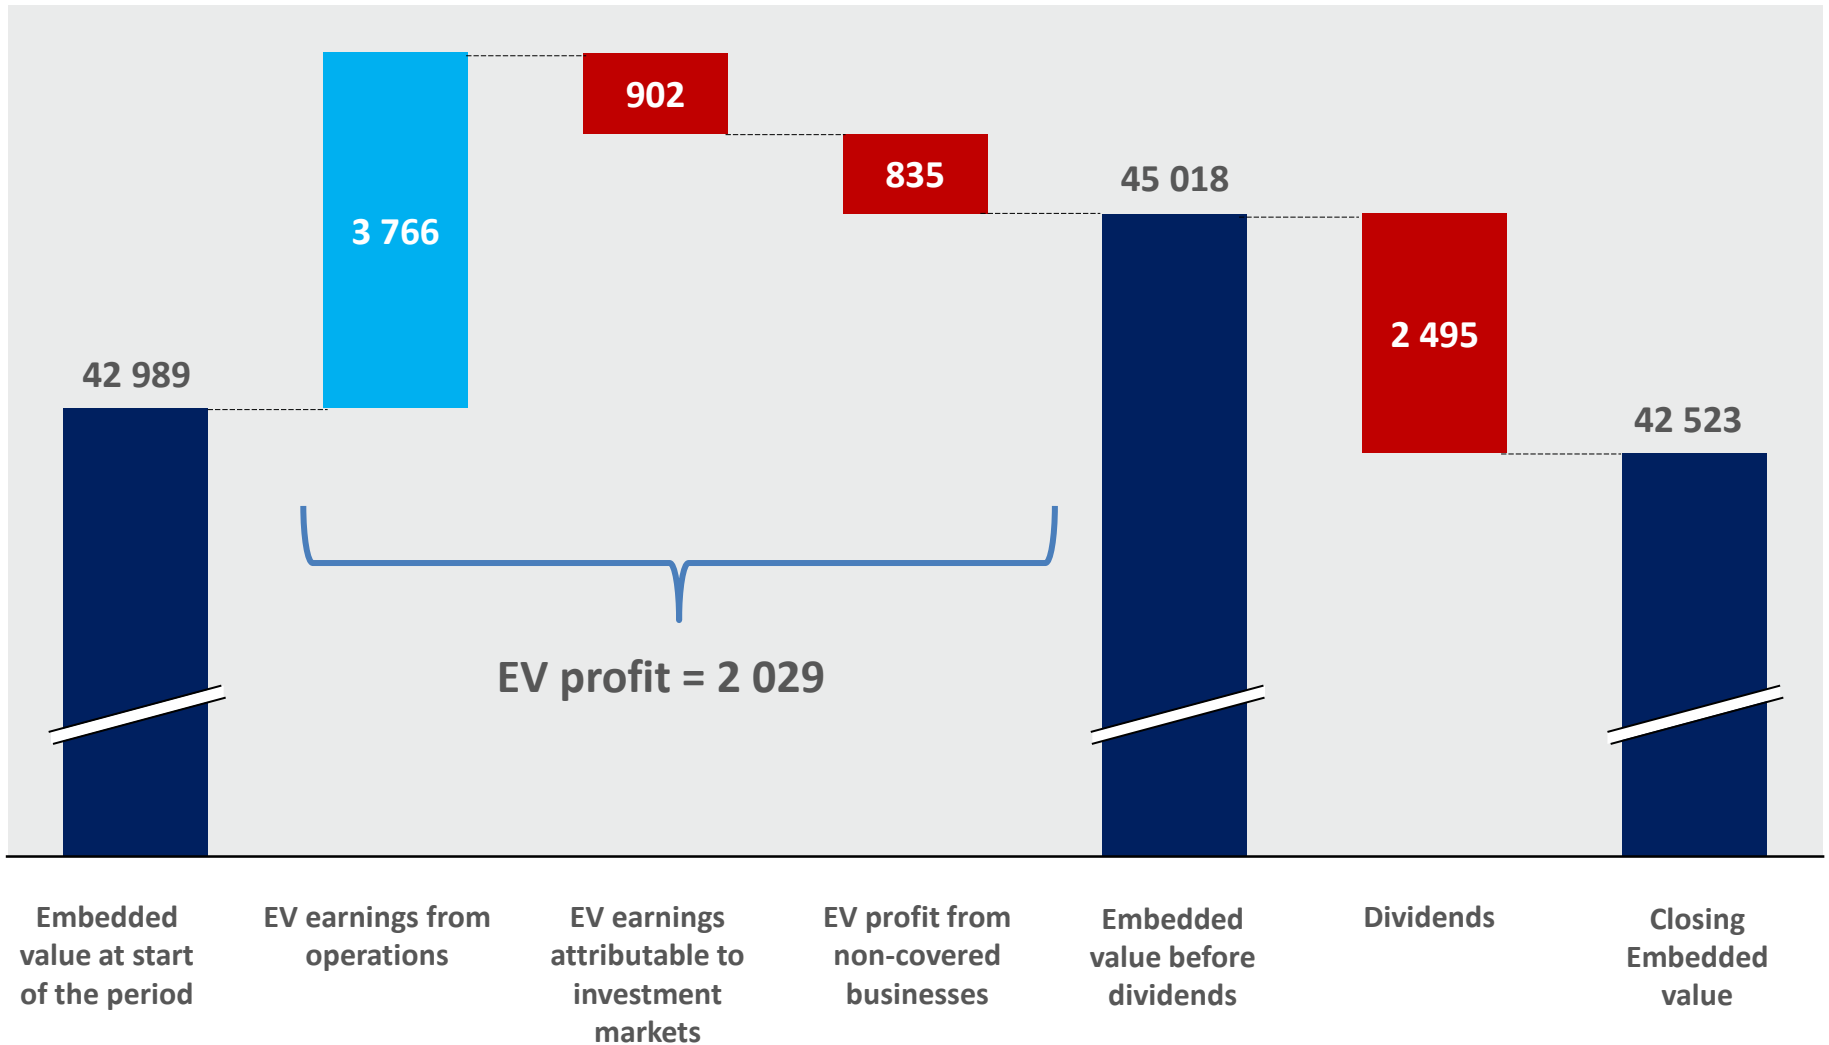 902
835
45 018
3 766
2 495
42 989
42 523
EV profit = 2 029
Embedded
value at start
of the period
EV earnings from
operations
EV earnings
attributable to
investment
markets
EV profit from
non-covered
businesses
Embedded
value before
dividends
Dividends
Closing
Embedded
value